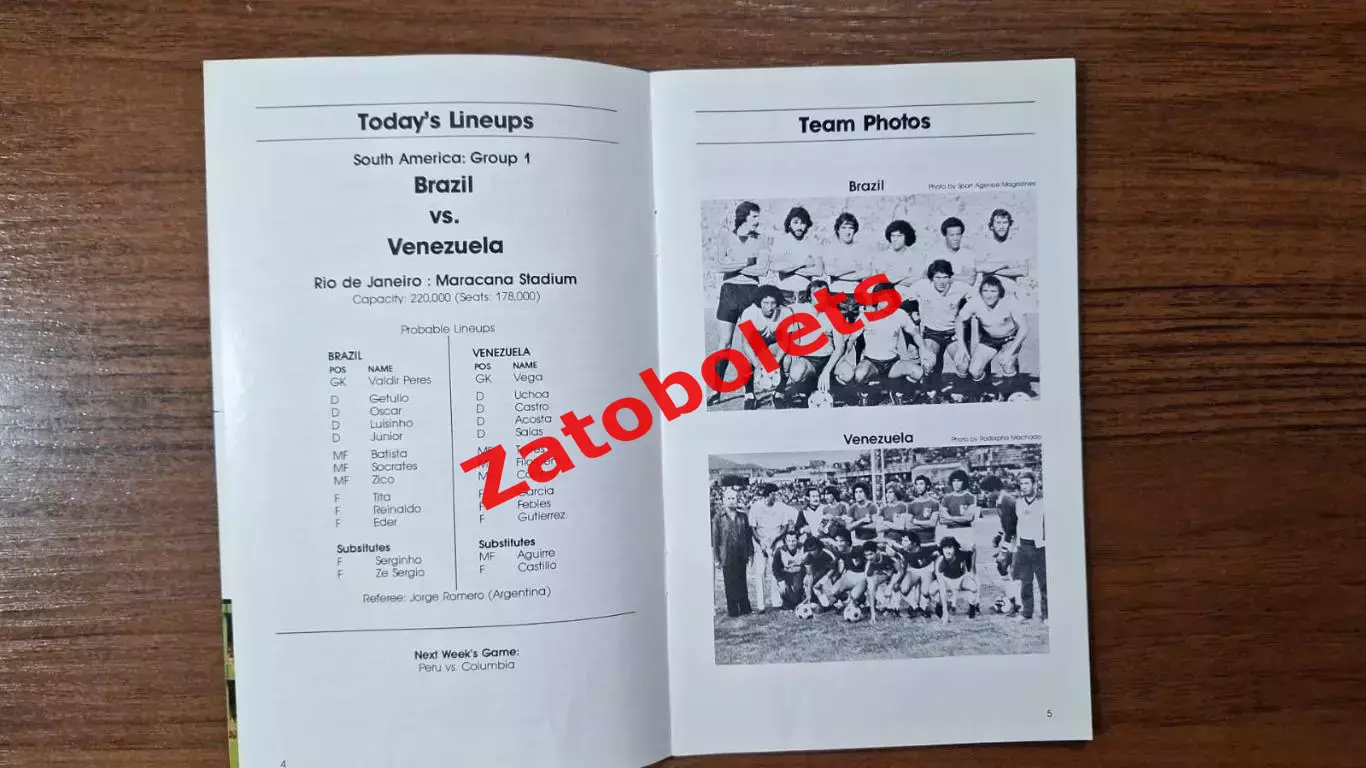 Today's Lineups
South America: Group 1
Brazil
vs.
Venezuela
Rio de Janeiro : Maracana Stadium
Capacity: 220,000 (Seats: 178,000)
Probable Lineups
BRAZIL
POS NAME
GK Valdir Peres
D Getulio
D Oscar
D Luisinho
D Junior
MF Batista
MF Socrates
MF Zico
F Tita
F Reinaldo
F Eder
Subsitutes
F Serginho
F Ze Sergio
VENEZUELA
POS NAME
GK Vega
D Uchoa
D Castro
D Acosta
D Salas
MF
MF
MF
F Garcia
F Febles
F Gutierrez
Substitutes
MF Aguirre
F Castillo
Referee: Jorge Romero (Argentina)
Next Week's Game:
Peru vs. Columbia
4
Team Photos
Brazil
Photo by Sport Agence Magazines
Venezuela
Photo by Rodolpho Machado
5
Zatobolets